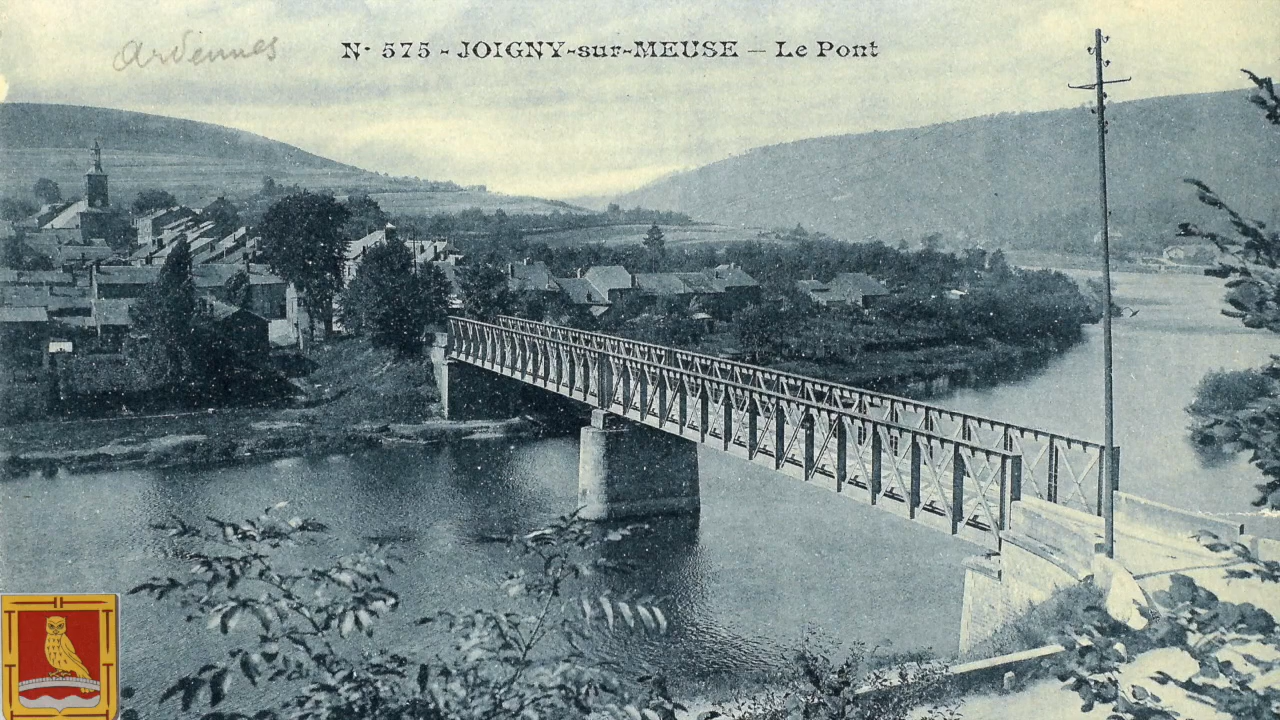 Ardennes
N· 575 - JOIGNY-sur-MEUSE — Le Pont